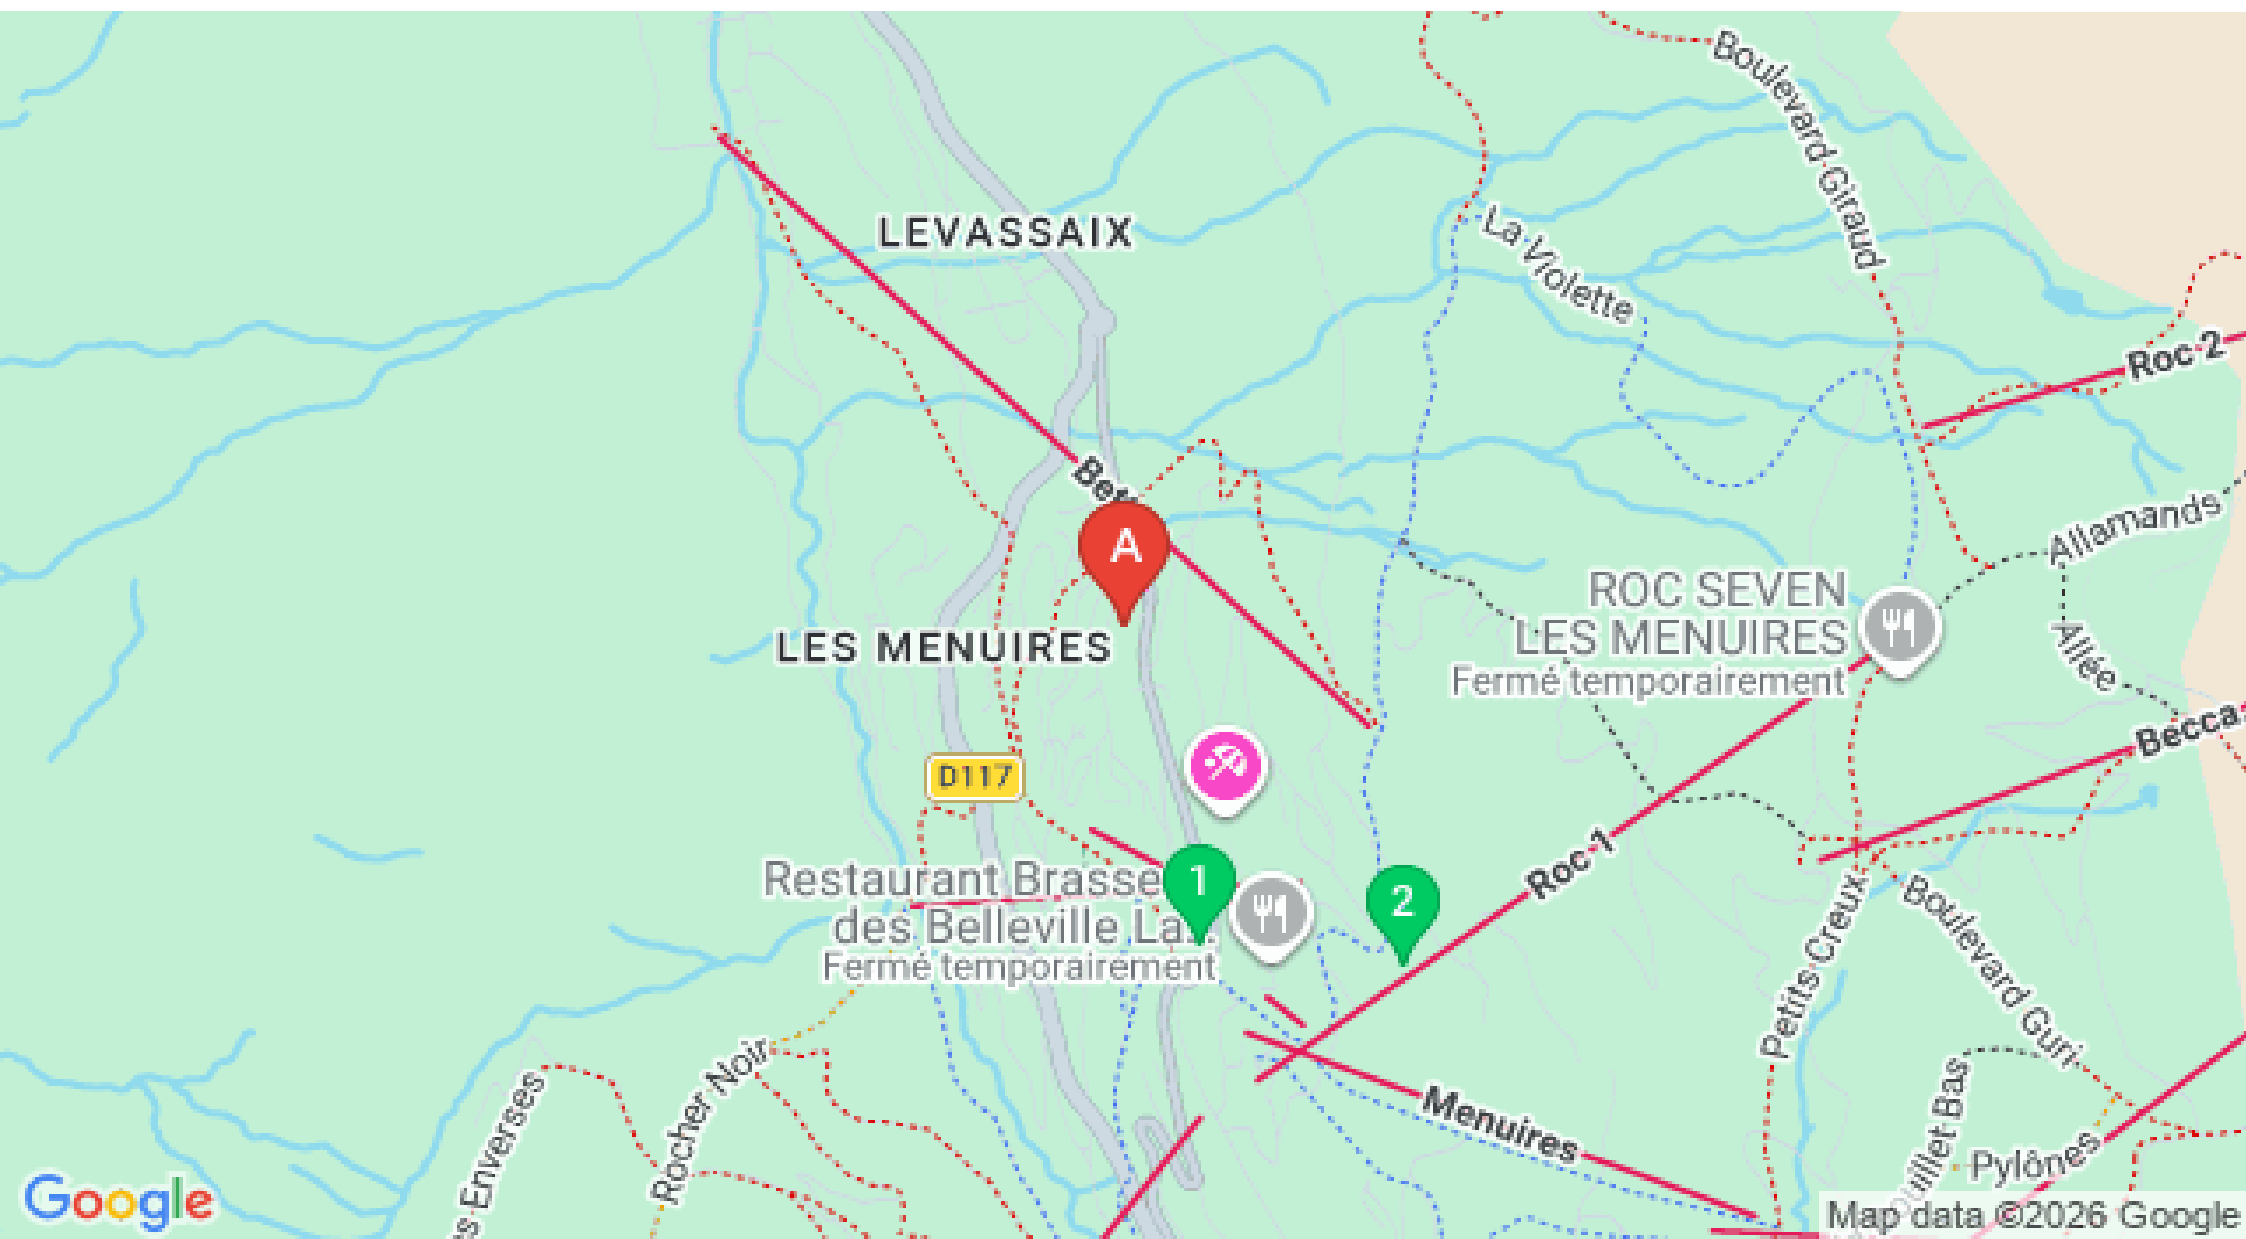 Boulevard Giraud
LEVASSAIX
La Violette
Roc 2
A
Allamands
ROC SEVEN
LES MENUIRES
Fermé temporairement
LES MENUIRES
Allée
Becca
D117
Roc 1
Restaurant Brasse
des Belleville La...
Fermé temporairement
1
2
Petits Creux
Boulevard Guri
Rocher Noir
Enverses
Menuires
Pylônes
Google
Map data ©2026 Google